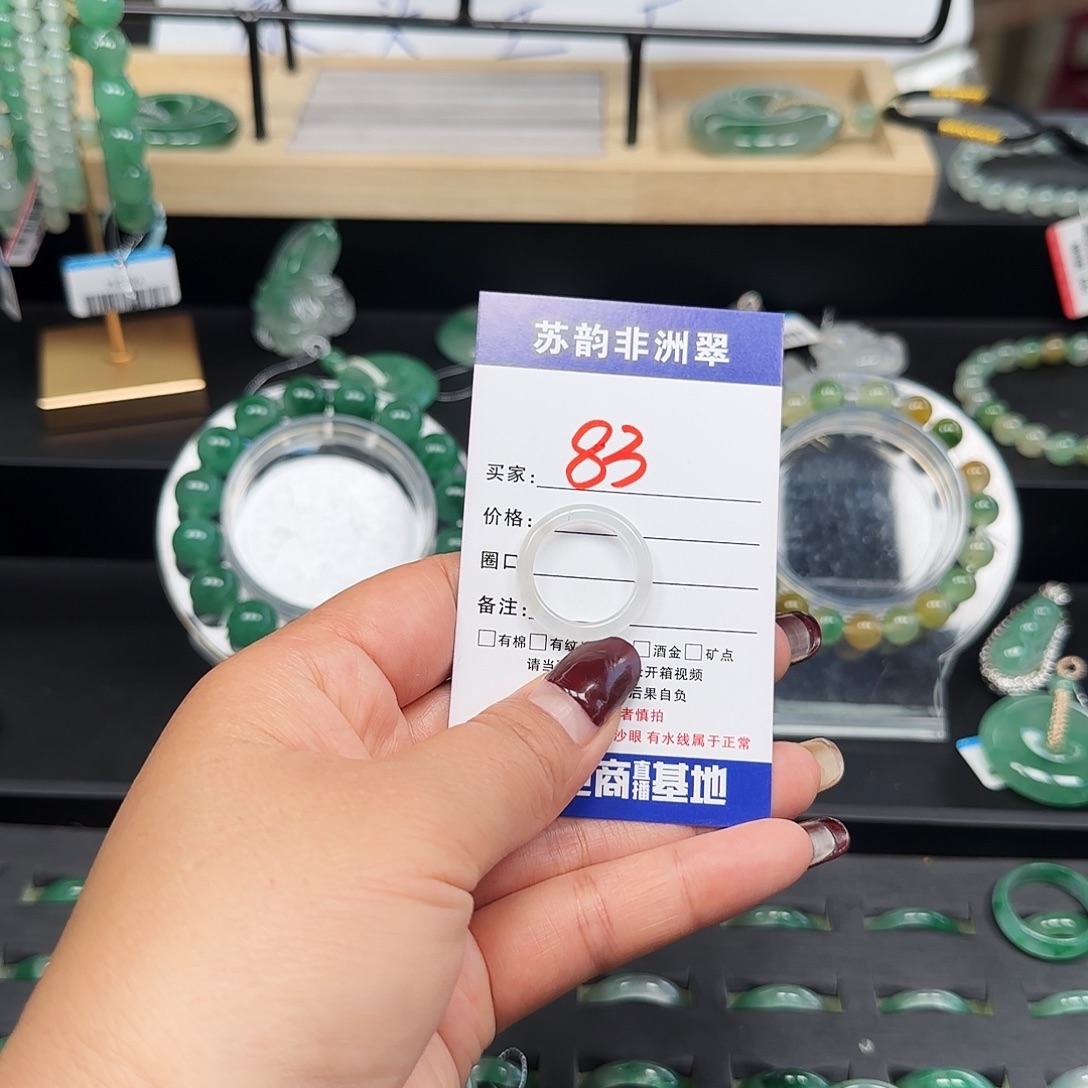 苏韵非洲翠
买家: 83
价格:
圈口
备注:
□有棉□有纹 □酒金□矿点
请当 开箱视频
后果自负
者慎拍
沙眼 有水线属于正常
商直播基地